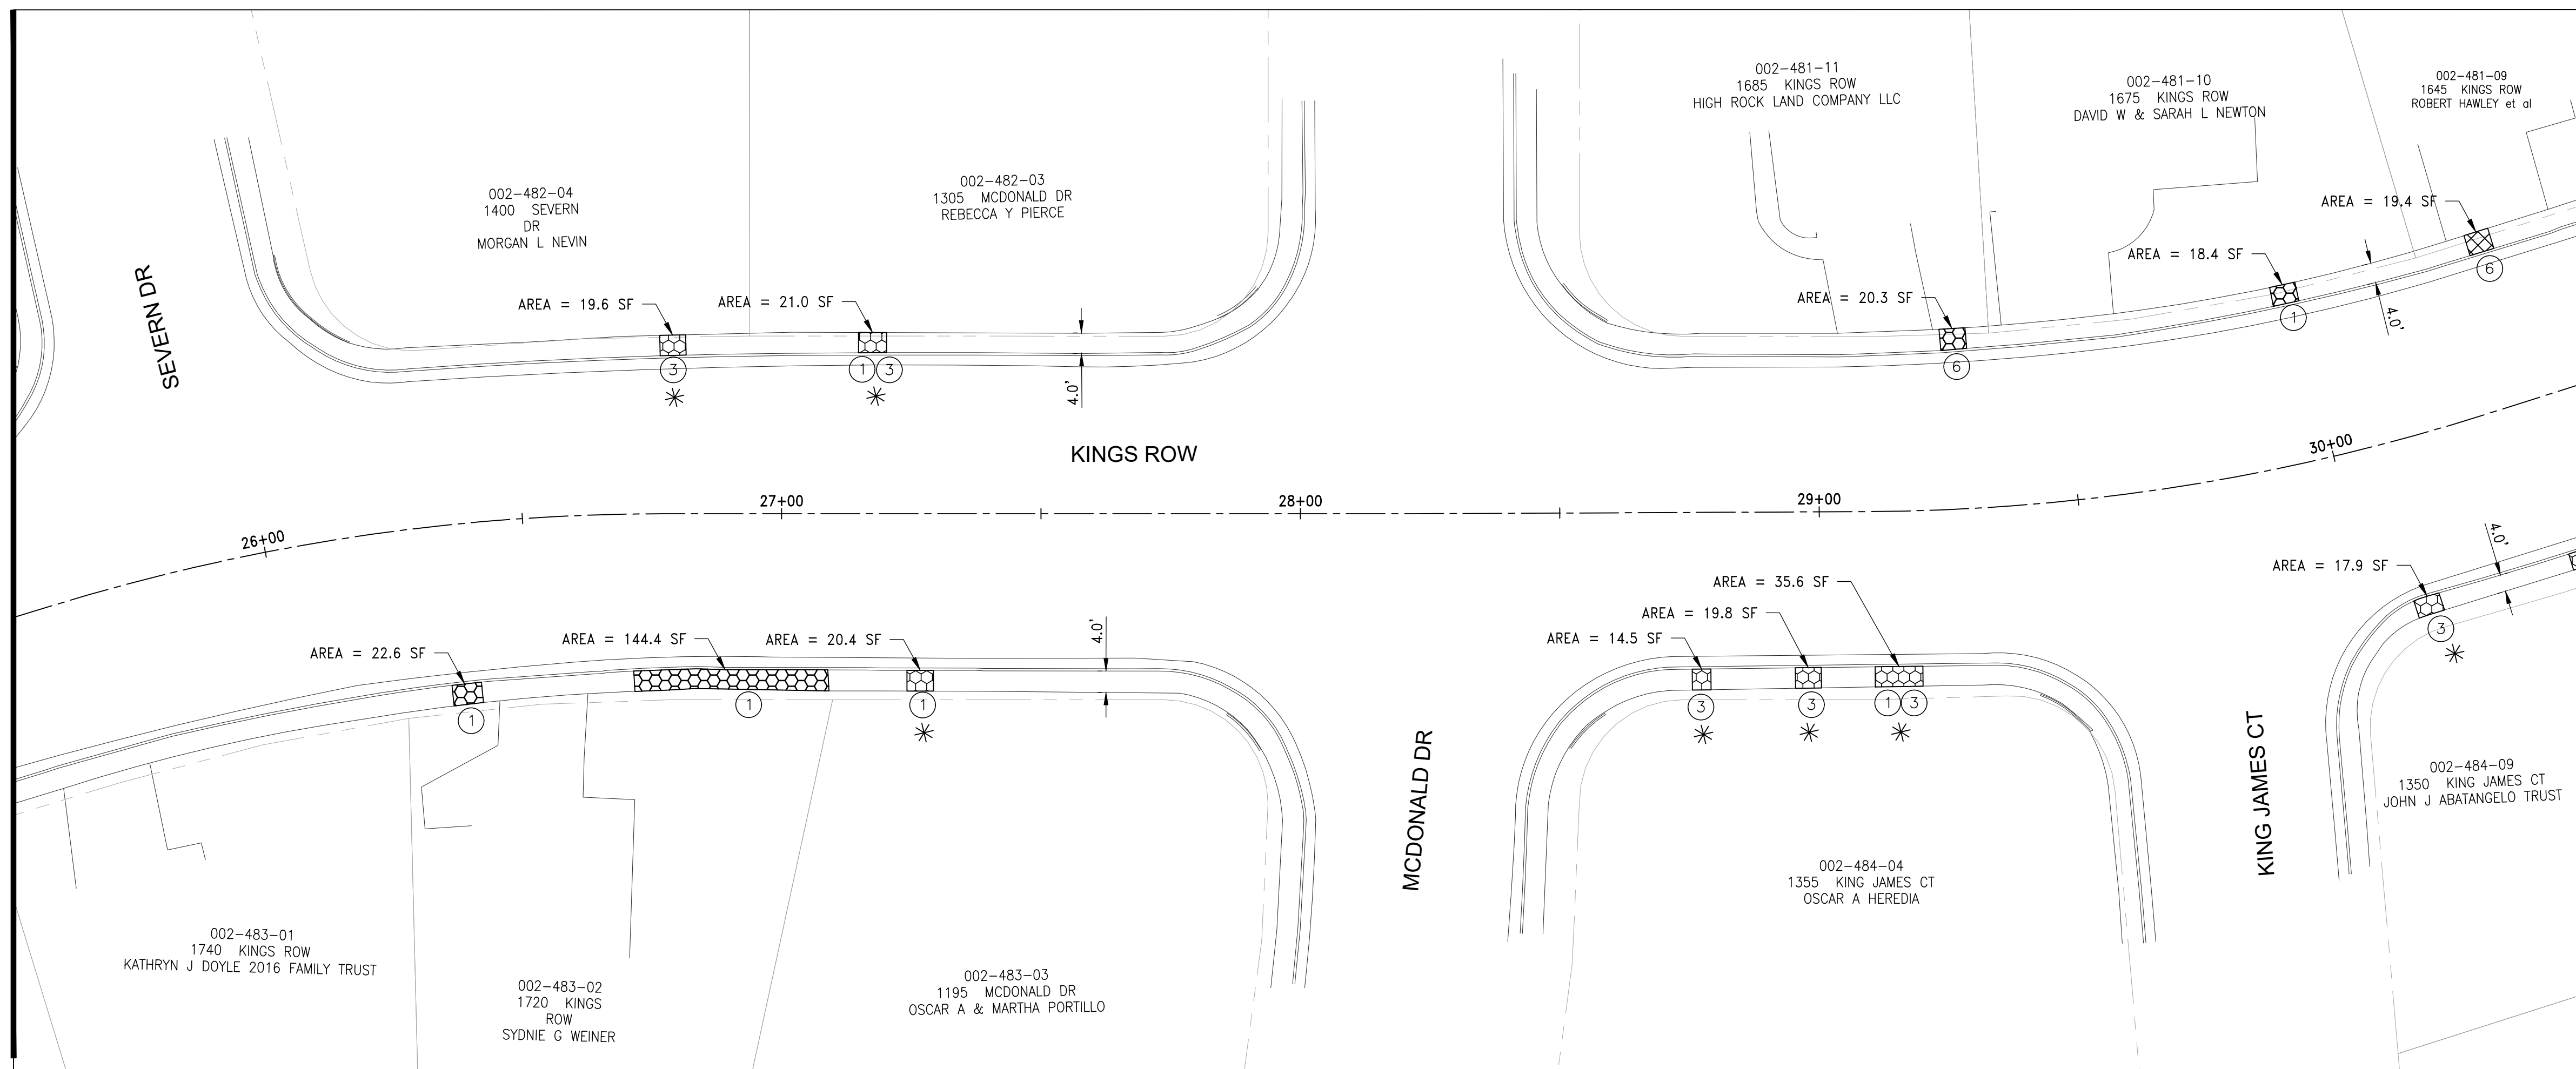 002-482-04
1400 SEVERN
DR
MORGAN L NEVIN
002-482-03
1305 MCDONALD DR
REBECCA Y PIERCE
002-481-11
1685 KINGS ROW
HIGH ROCK LAND COMPANY LLC
002-481-10
1675 KINGS ROW
DAVID W & SARAH L NEWTON
002-481-09
1645 KINGS ROW
ROBERT HAWLEY et al
SEVERN DR
AREA = 19.6 SF
3
AREA = 21.0 SF
1 3
4.0'
AREA = 20.3 SF
6
AREA = 18.4 SF
1
AREA = 19.4 SF
6
4.0'
KINGS ROW
26+00
27+00
28+00
29+00
30+00
AREA = 22.6 SF
1
AREA = 144.4 SF
1
AREA = 20.4 SF
1
4.0'
MCDONALD DR
AREA = 14.5 SF
3
AREA = 19.8 SF
3
AREA = 35.6 SF
1 3
KING JAMES CT
AREA = 17.9 SF
3
4.0'
002-483-01
1740 KINGS ROW
KATHRYN J DOYLE 2016 FAMILY TRUST
002-483-02
1720 KINGS
ROW
SYDNIE G WEINER
002-483-03
1195 MCDONALD DR
OSCAR A & MARTHA PORTILLO
002-484-04
1355 KING JAMES CT
OSCAR A HEREDIA
002-484-09
1350 KING JAMES CT
JOHN J ABATANGELO TRUST